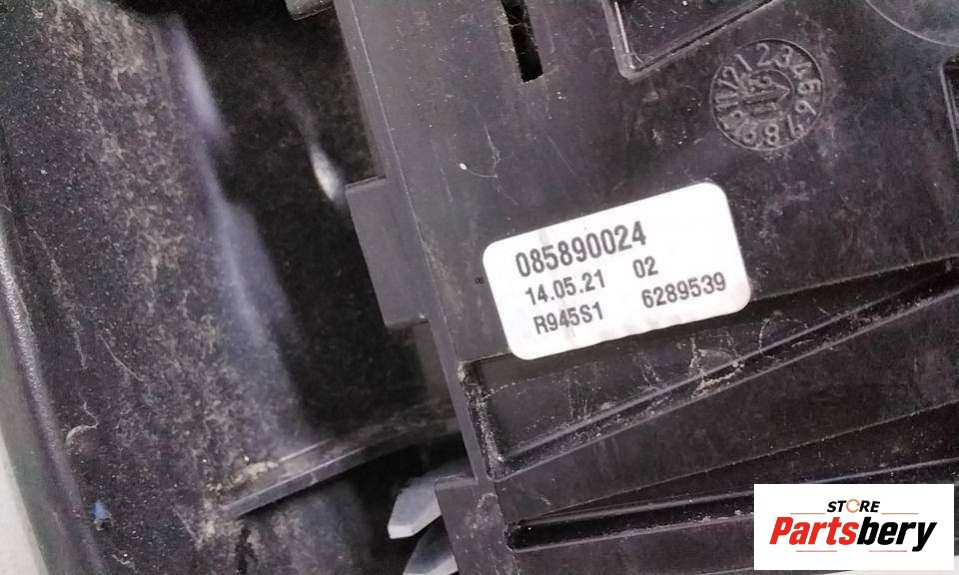 085890024
14.05.21 02
R945S1 6289539
STORE
Partsbery